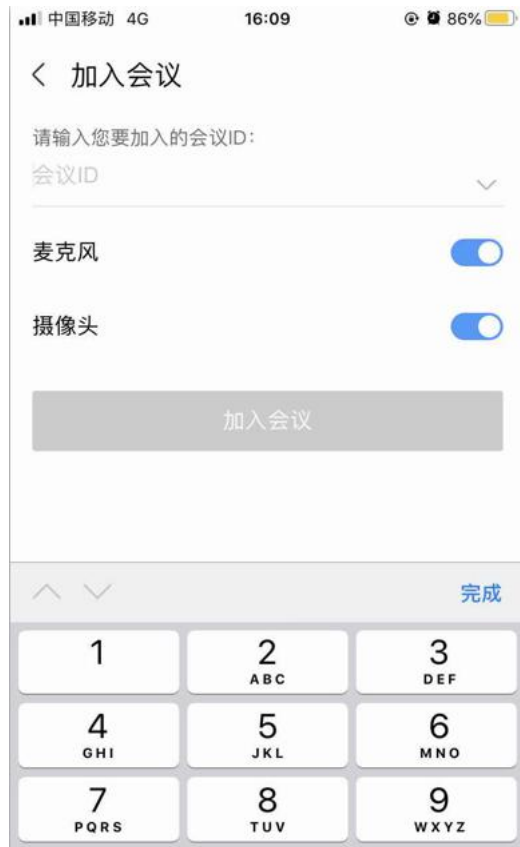 中国移动 4G 16:09 86%
加入会议
请输入您要加入的会议ID：
会议ID
麦克风
摄像头
加入会议
完成
1 2 3
ABC DEF
4 5 6
GHI JKL MNO
7 8 9
PQRS TUV WXYZ